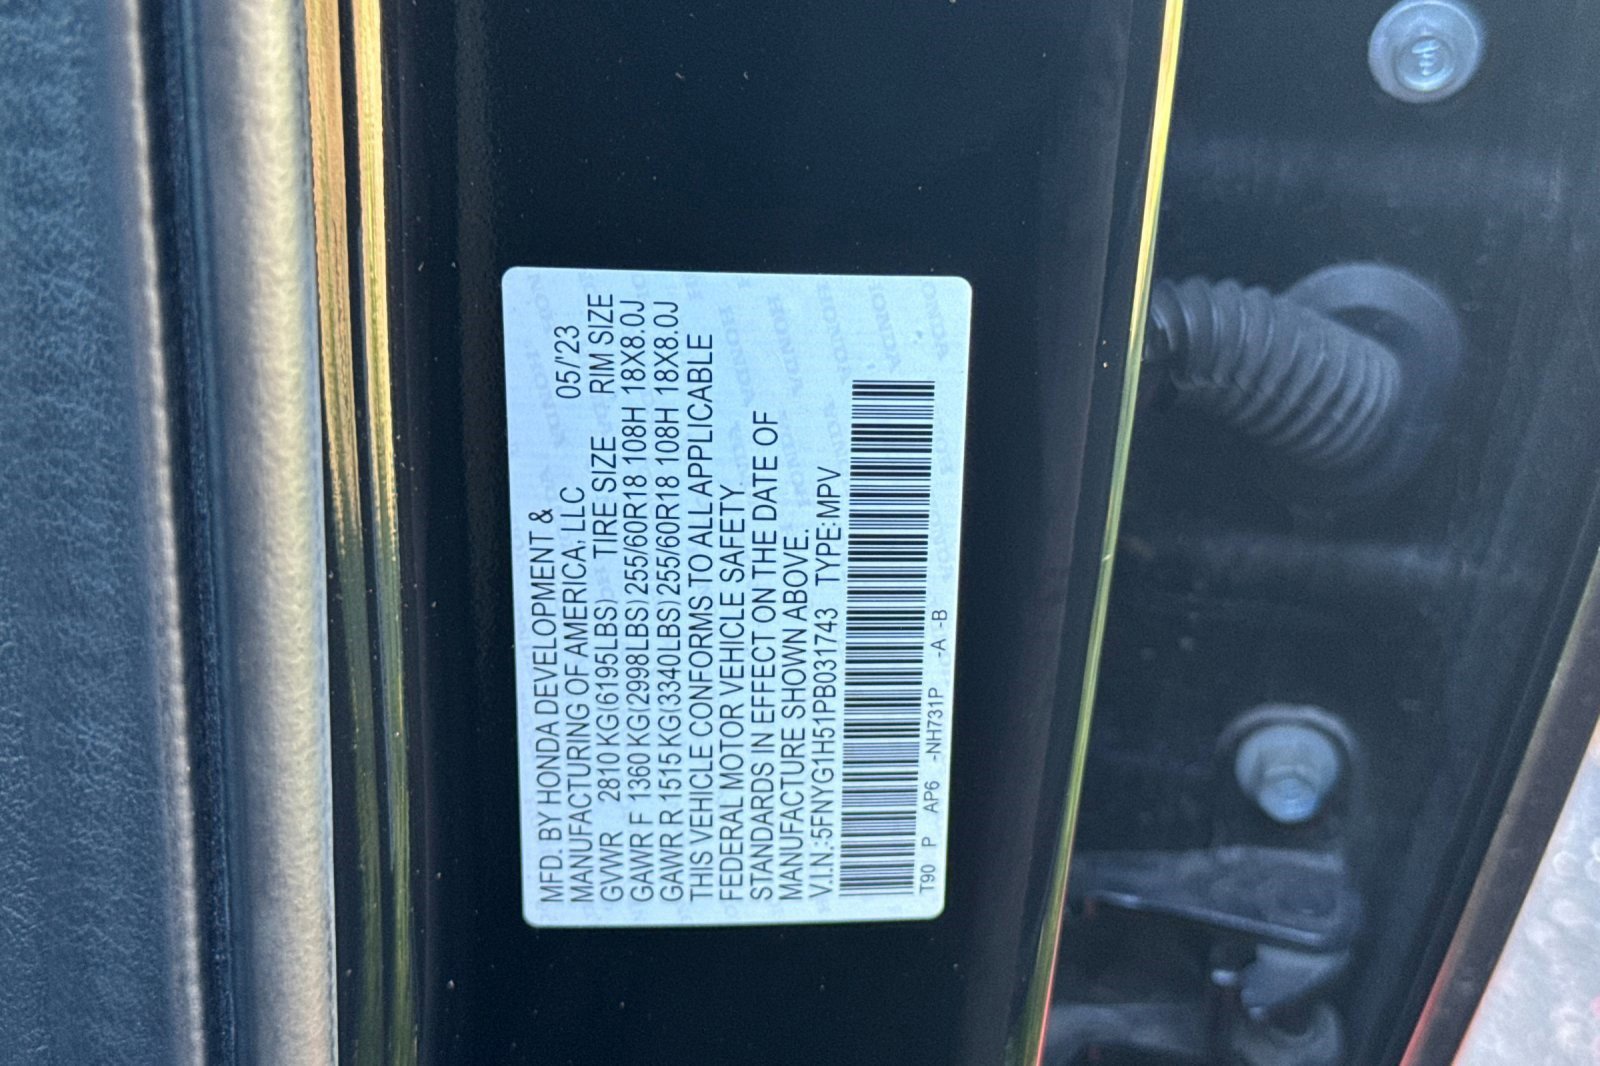 MFD. BY HONDA DEVELOPMENT &
MANUFACTURING OF AMERICA, LLC 05/'23
GVWR 2810 KG(6195LBS) TIRE SIZE RIM SIZE
GAWR F 1360 KG(2998LBS) 255/60R18 108H 18X8.0J
GAWR R 1515 KG(3340LBS) 255/60R18 108H 18X8.0J
THIS VEHICLE CONFORMS TO ALL APPLICABLE
FEDERAL MOTOR VEHICLE SAFETY
STANDARDS IN EFFECT ON THE DATE OF
MANUFACTURE SHOWN ABOVE.
V.I.N.:5FNYG1H51PB031743 TYPE:MPV
T90 P AP6 -NH731P -A -B